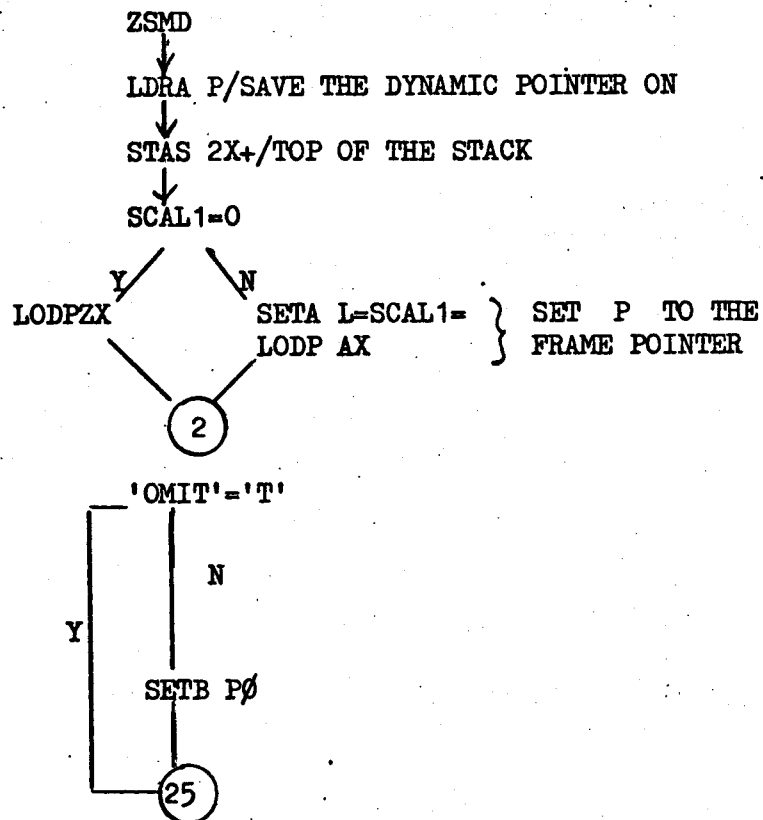 ZSMD
LDRA P/SAVE THE DYNAMIC POINTER ON
STAS 2X+/TOP OF THE STACK
SCAL1=0
Y N
LODPZX SETA L=SCAL1= } SET P TO THE
LODP AX FRAME POINTER
2
'OMIT'='T'
N
Y
SETB PØ
25